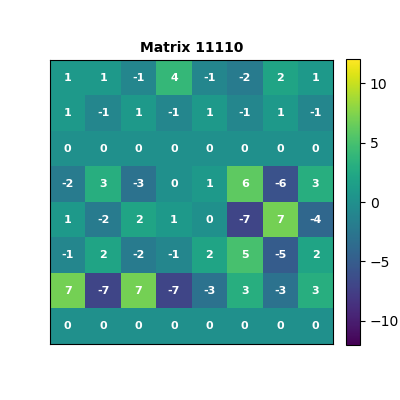 Matrix 11110
1 1 -1 4 -1 -2 2 1
1 -1 1 -1 1 -1 1 -1
0 0 0 0 0 0 0 0
-2 3 -3 0 1 6 -6 3
1 -2 2 1 0 -7 7 -4
-1 2 -2 -1 2 5 -5 2
7 -7 7 -7 -3 3 -3 3
0 0 0 0 0 0 0 0
10
5
0
−5
−10